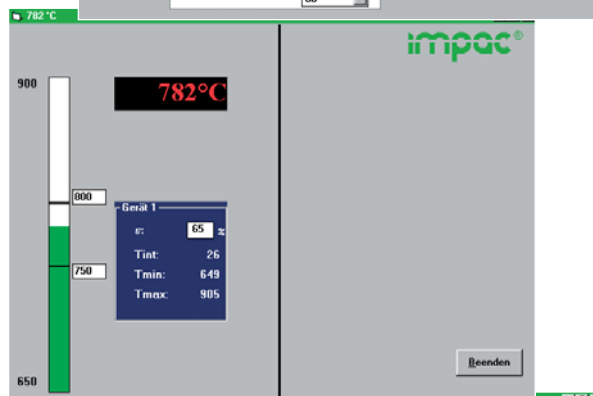 782°C
impac®
900
782°C
800
Gerät 1
ε: 65 %
Tint: 26
750
Tmin: 649
Tmax: 905
Beenden
650